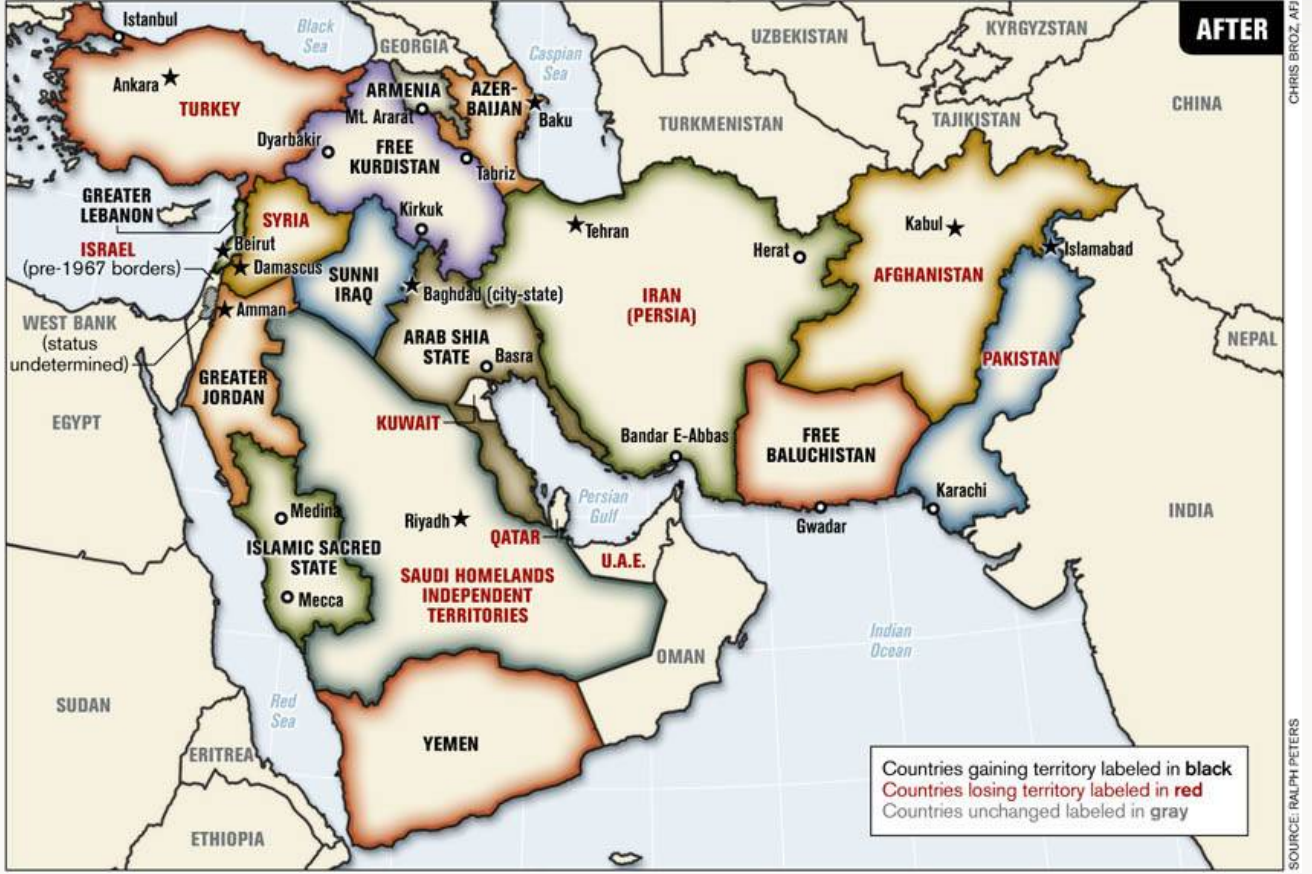 AFTER
CHRIS BROZ, AFJ
Istanbul
Black
Sea
GEORGIA
Caspian
Sea
UZBEKISTAN
KYRGYZSTAN
Ankara
TURKEY
ARMENIA
Mt. Ararat
AZER-
BAIJAN
Baku
TURKMENISTAN
TAJIKISTAN
CHINA
Dyarbakir
FREE
KURDISTAN
Tabriz
GREATER
LEBANON
SYRIA
Kirkuk
Tehran
Herat
Kabul
Islamabad
ISRAEL
(pre-1967 borders)
Beirut
Damascus
SUNNI
IRAQ
Baghdad (city-state)
IRAN
(PERSIA)
AFGHANISTAN
WEST BANK
(status
undetermined)
Amman
ARAB SHIA
STATE
Basra
PAKISTAN
NEPAL
GREATER
JORDAN
EGYPT
KUWAIT
Bandar E-Abbas
FREE
BALUCHISTAN
Persian
Gulf
Karachi
Gwadar
INDIA
Medina
Riyadh
QATAR
U.A.E.
ISLAMIC SACRED
STATE
Mecca
SAUDI HOMELANDS
INDEPENDENT
TERRITORIES
OMAN
Indian
Ocean
SUDAN
Red
Sea
ERITREA
YEMEN
ETHIOPIA
Countries gaining territory labeled in black
Countries losing territory labeled in red
Countries unchanged labeled in gray
SOURCE: RALPH PETERS